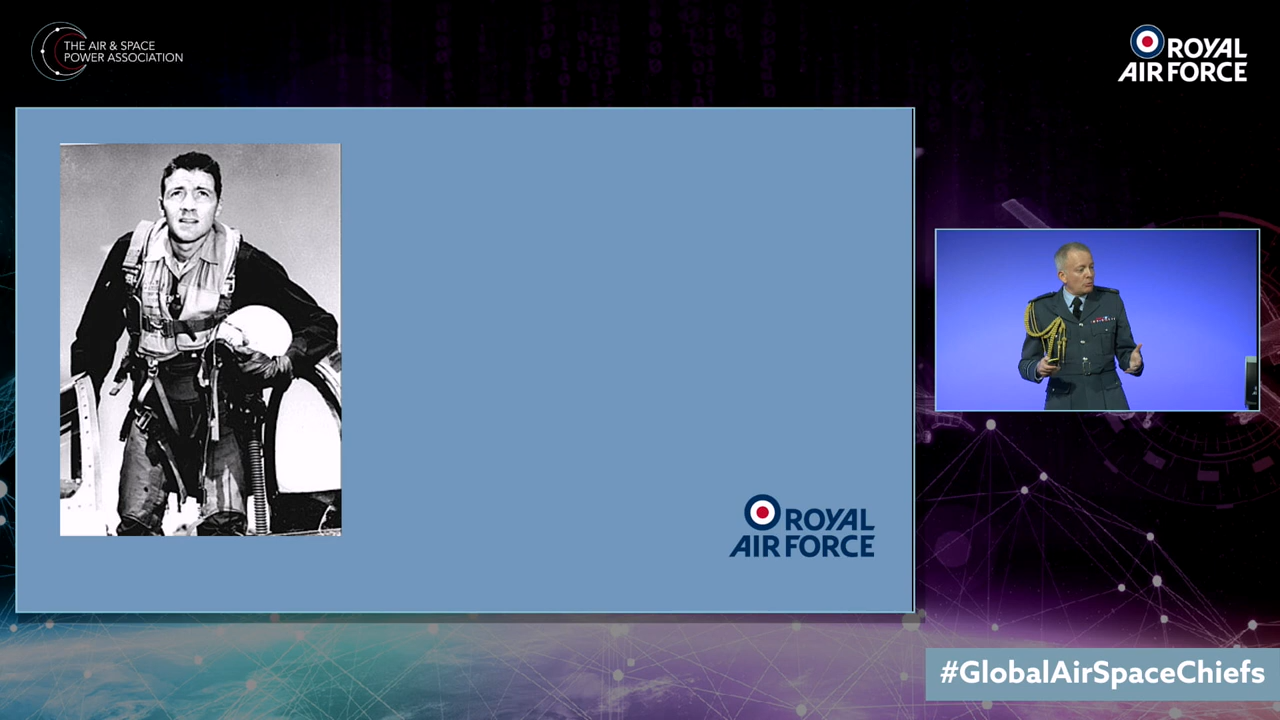 THE AIR & SPACE
POWER ASSOCIATION
ROYAL
AIR FORCE
ROYAL
AIR FORCE
#GlobalAirSpaceChiefs